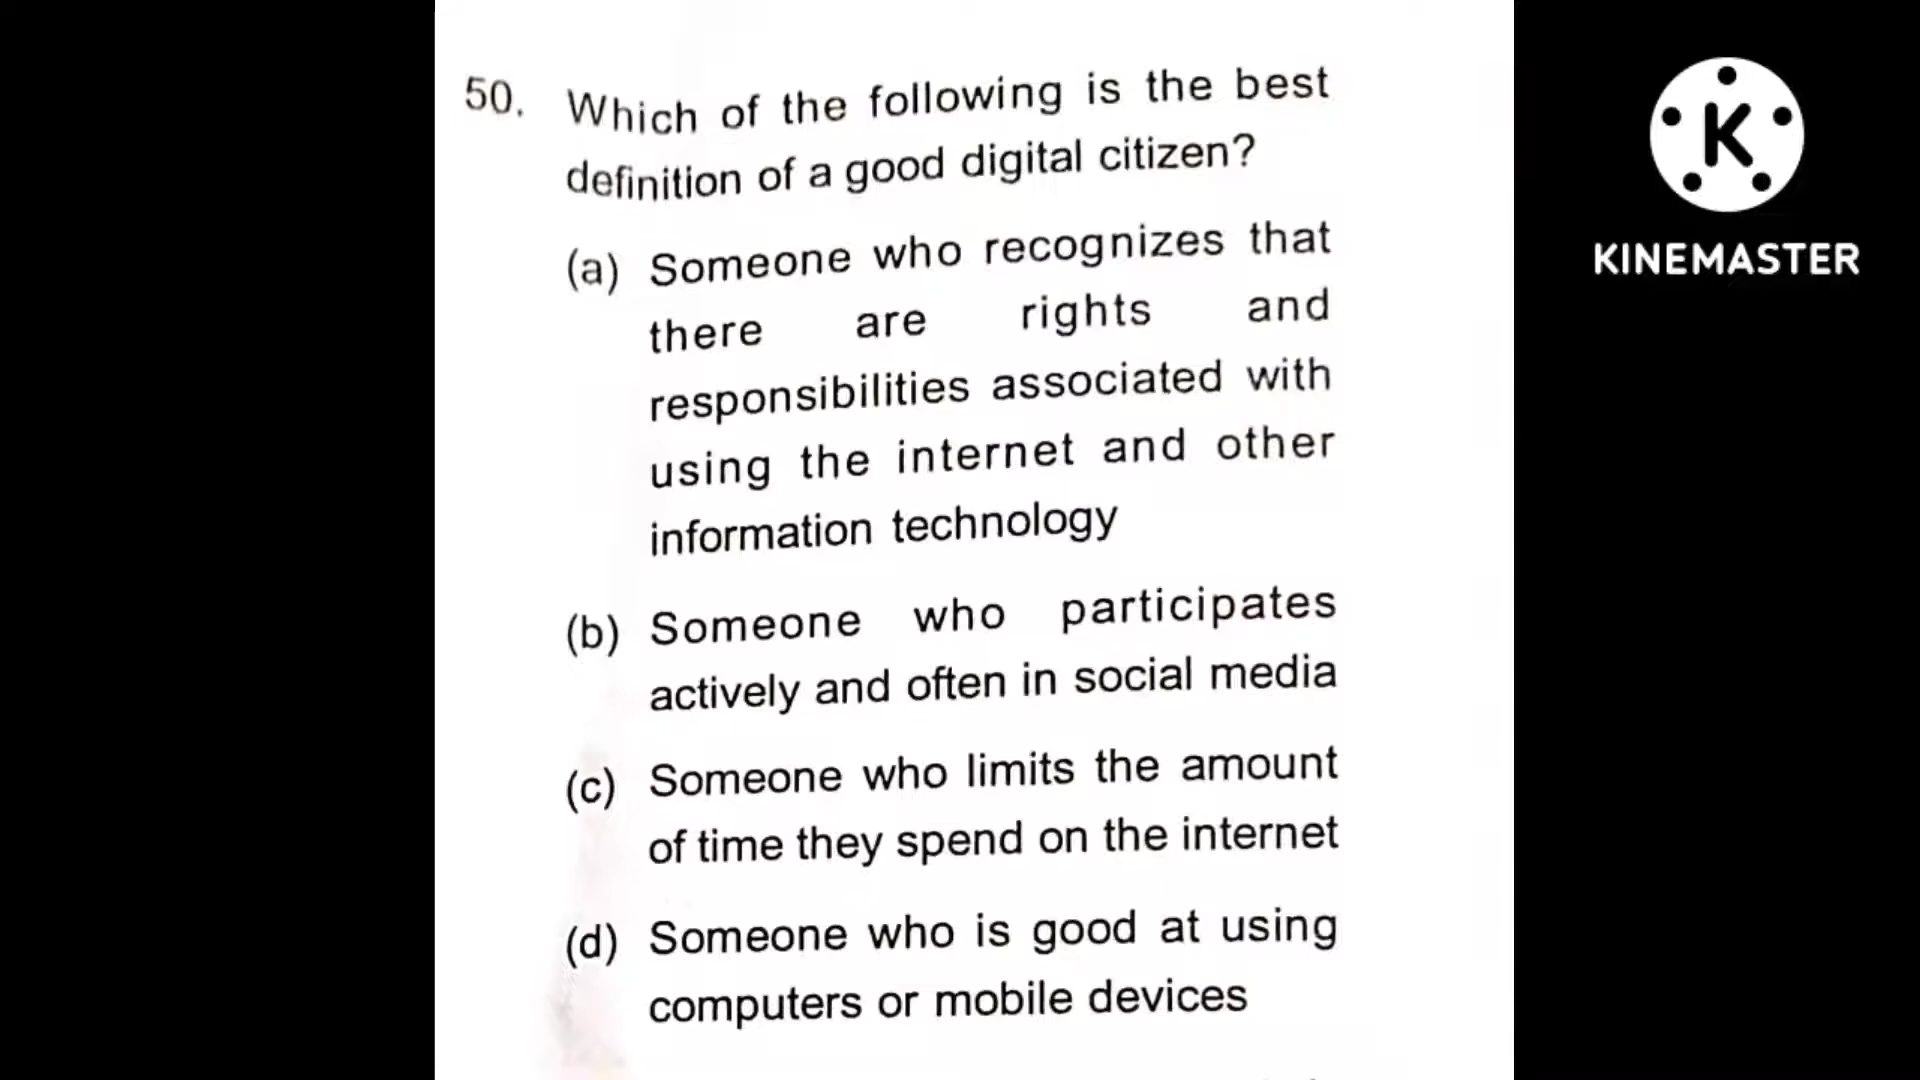 50. Which of the following is the best
definition of a good digital citizen?
(a) Someone who recognizes that
there are rights and
responsibilities associated with
using the internet and other
information technology
(b) Someone who participates
actively and often in social media
(c) Someone who limits the amount
of time they spend on the internet
(d) Someone who is good at using
computers or mobile devices
K
KINEMASTER